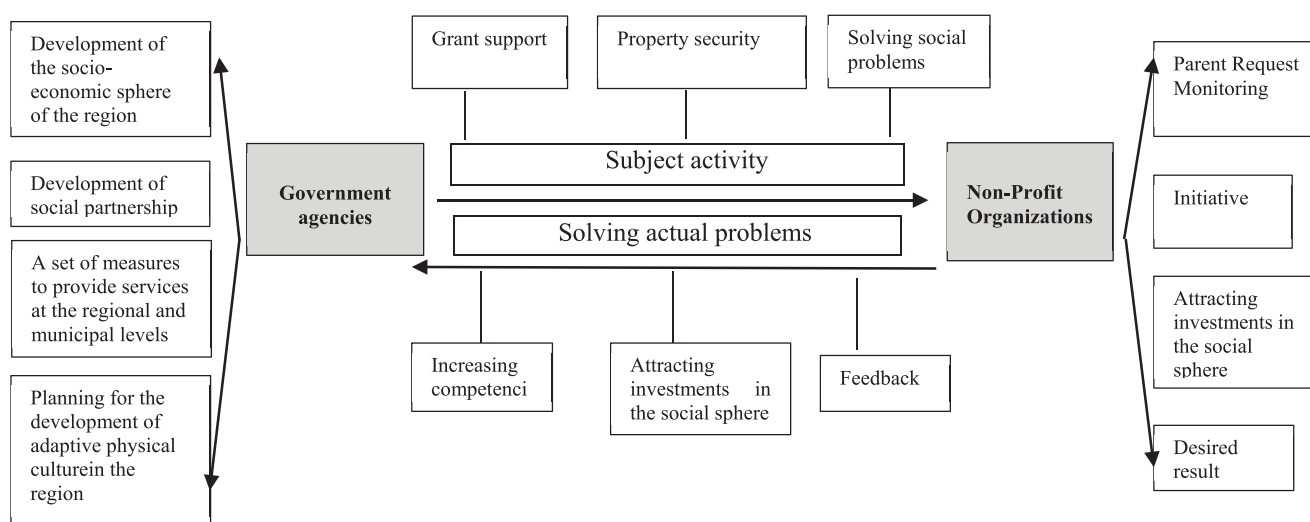 Development of
the socio-
economic sphere
of the region
Development of
social partnership
A set of measures
to provide services
at the regional and
municipal levels
Planning for the
development of
adaptive physical
culturein the
region
Government
agencies
Grant support
Property security
Solving social
problems
Subject activity
Solving actual problems
Increasing
competenci
Attracting
investments in
the social sphere
Feedback
Non-Profit
Organizations
Parent Request
Monitoring
Initiative
Attracting
investments in
the social
sphere
Desired
result